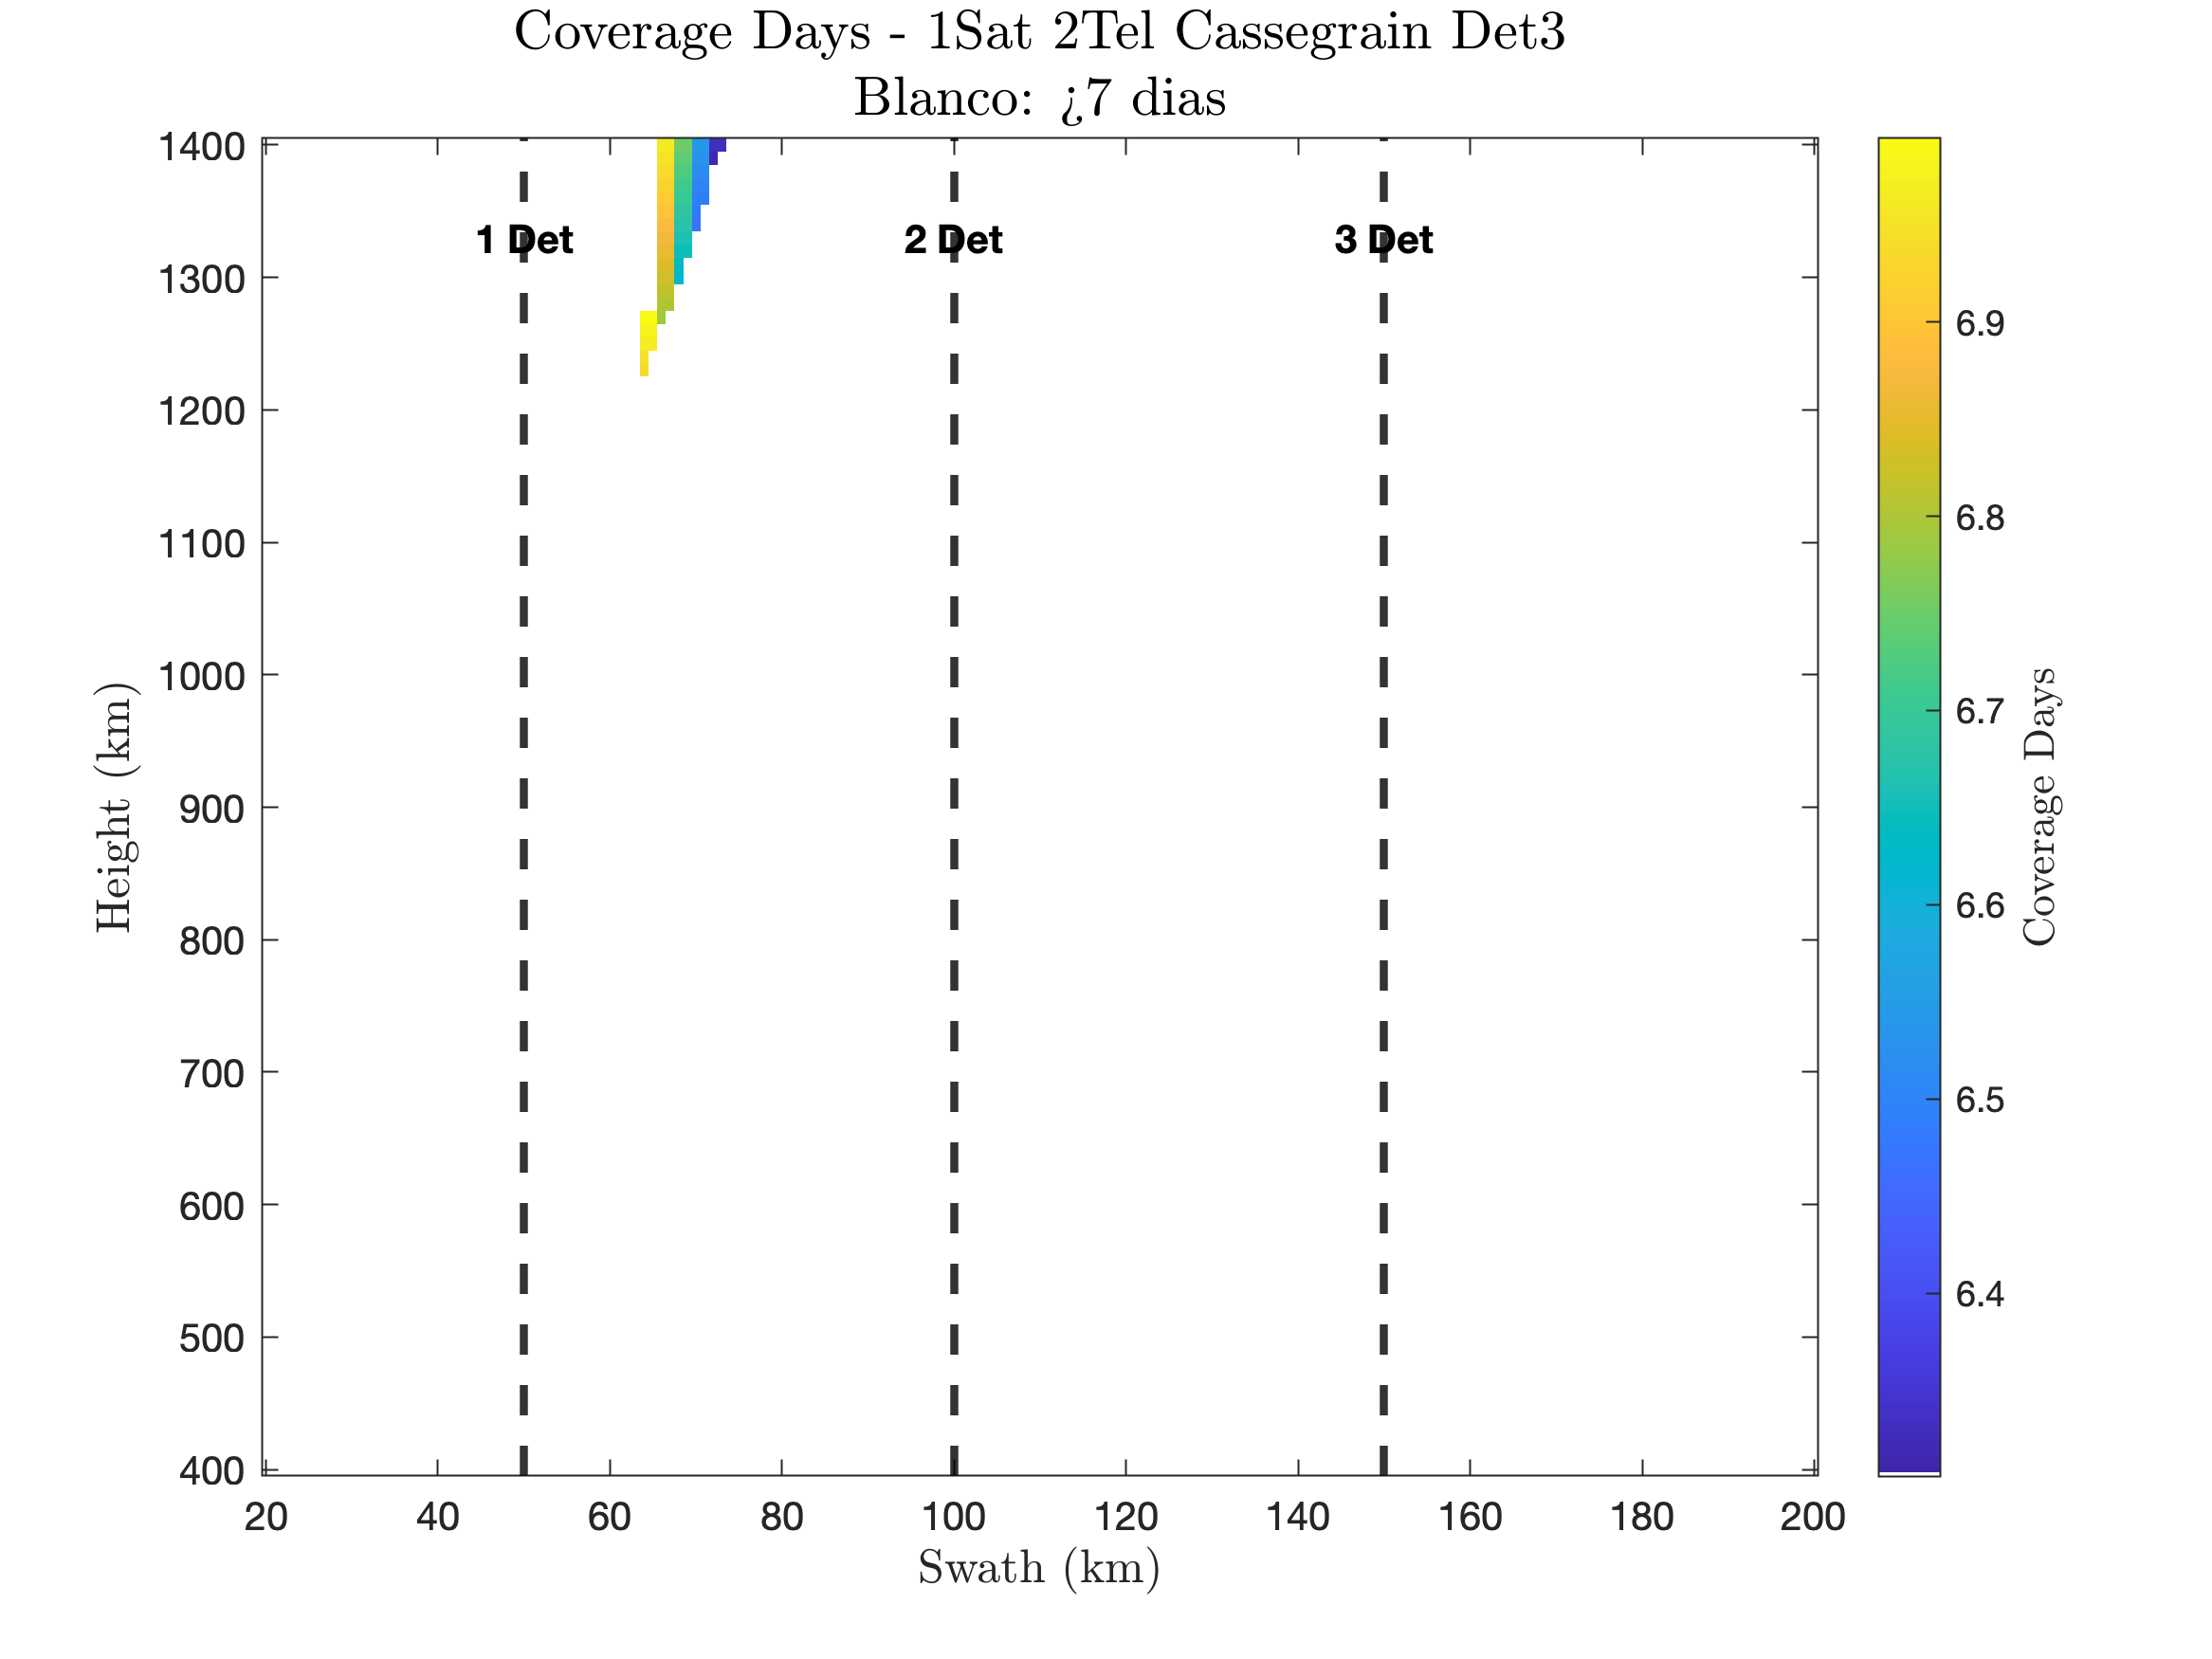 Coverage Days - 1Sat 2Tel Cassegrain Det3
Blanco: ¿7 dias
1400
1300
1200
1100
1000
900
800
700
600
500
400
Height (km)
1 Det
2 Det
3 Det
20 40 60 80 100 120 140 160 180 200
Swath (km)
6.9
6.8
6.7
6.6
6.5
6.4
Coverage Days